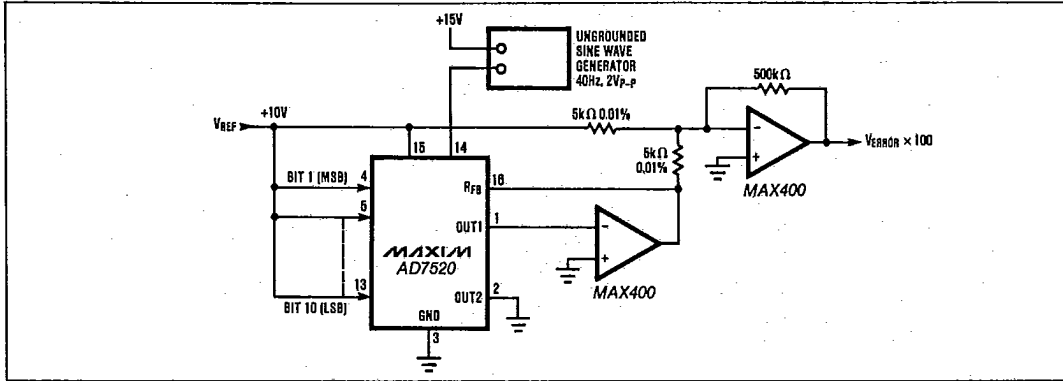 +15V
UNGROUNDED
SINE WAVE
GENERATOR
40Hz, 2Vp-p
500kΩ
+10V
5kΩ 0.01%
VREF
15
14
5kΩ
0.01%
−
+
VERROR × 100
MAX400
BIT 1 (MSB)
4
RFB
16
5
OUT1
1
−
+
MAXIM
AD7520
MAX400
13
BIT 10 (LSB)
OUT2
2
GND
3